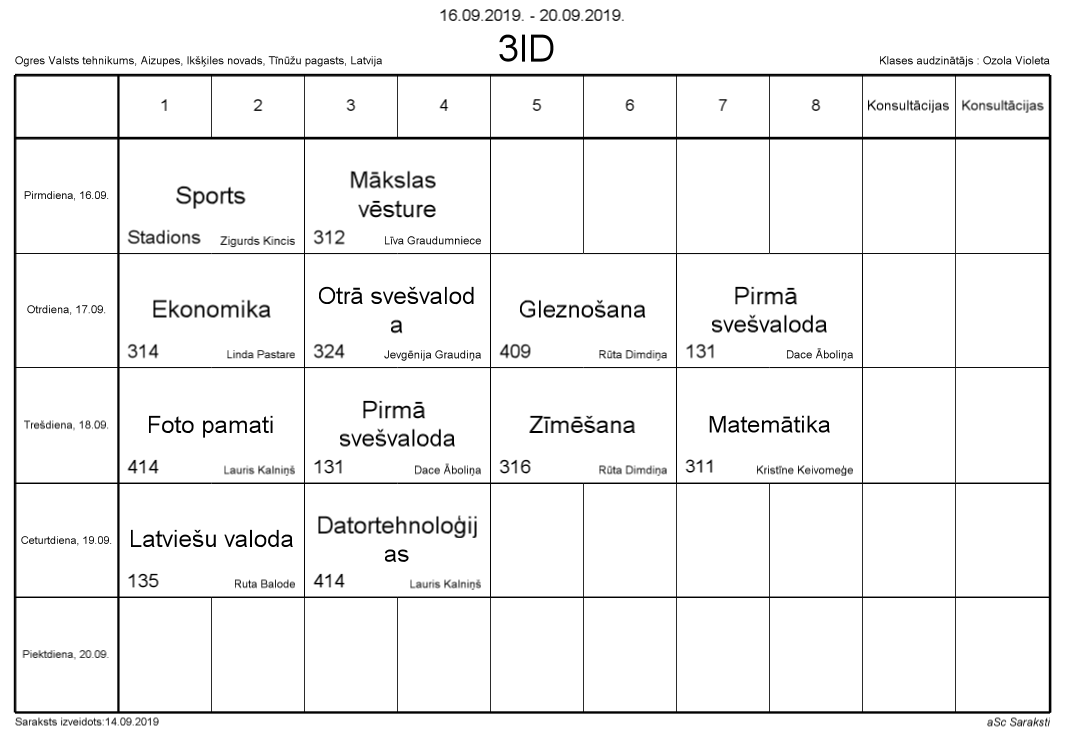 16.09.2019. - 20.09.2019.
3ID
Ogres Valsts tehnikums, Aizupes, Ikšķiles novads, Tīnūžu pagasts, Latvija
Klases audzinātājs : Ozola Violeta
1 2 3 4 5 6 7 8 Konsultācijas Konsultācijas
Pirmdiena, 16.09.
Sports
Stadions Zigurds Kincis
Mākslas
vēsture
312 Līva Graudumniece
Otrdiena, 17.09.
Ekonomika
314 Linda Pastare
Otrā svešvalod
a
324 Jevgēnija Graudiņa
Gleznošana
409 Rūta Dimdiņa
Pirmā
svešvaloda
131 Dace Āboliņa
Trešdiena, 18.09.
Foto pamati
414 Lauris Kalniņš
Pirmā
svešvaloda
131 Dace Āboliņa
Zīmēšana
316 Rūta Dimdiņa
Matemātika
311 Kristīne Keivomeģe
Ceturtdiena, 19.09.
Latviešu valoda
135 Ruta Balode
Datortehnoloģij
as
414 Lauris Kalniņš
Piektdiena, 20.09.
Saraksts izveidots:14.09.2019
aSc Saraksti